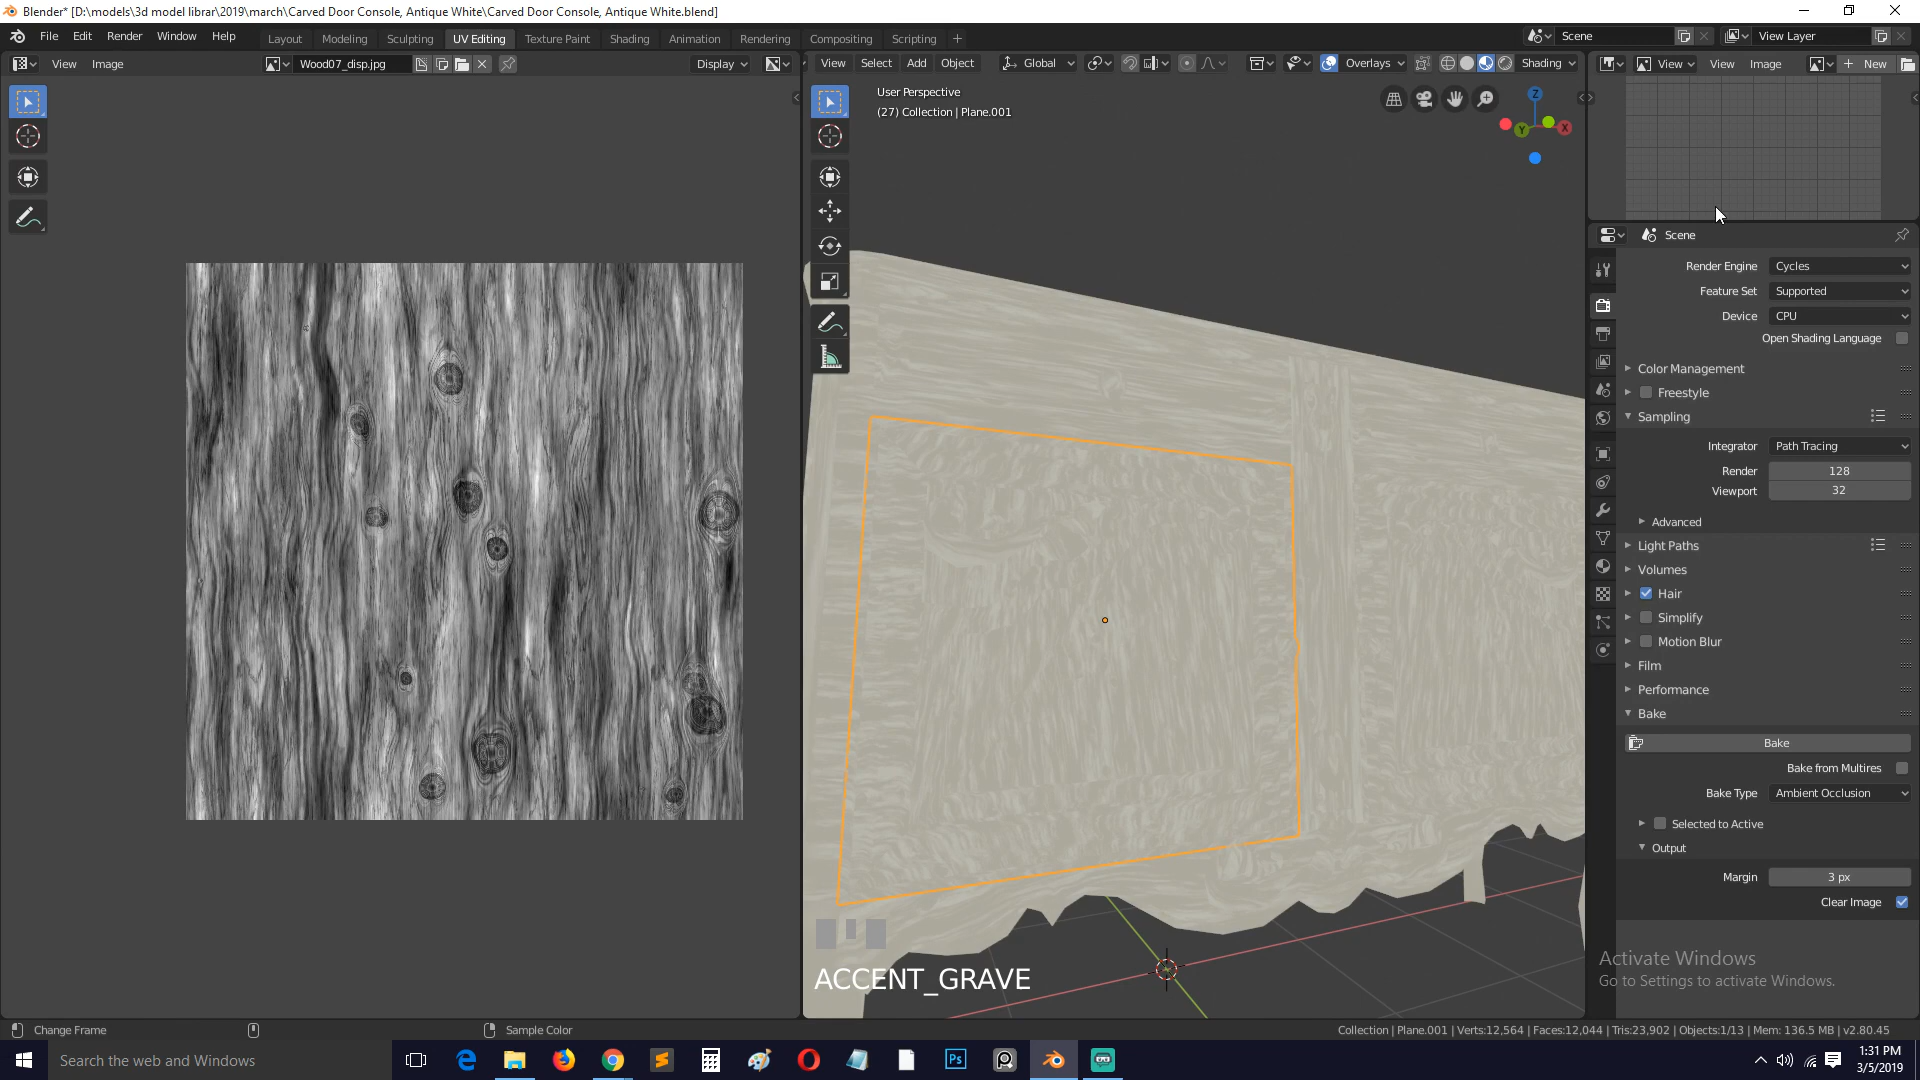 Blender* [D:\models\3d model librar\2019\march\Carved Door Console, Antique White\Carved Door Console, Antique White.blend]
File Edit Render Window Help Layout Modeling Sculpting UV Editing Texture Paint Shading Animation Rendering Compositing Scripting + Scene View Layer
View Image Wood07_disp.jpg Display View Select Add Object Global Overlays Shading View View Image New
User Perspective
(27) Collection | Plane.001
Z
Y
X
Scene
Render Engine Cycles
Feature Set Supported
Device CPU
Open Shading Language
Color Management
Freestyle
Sampling
Integrator Path Tracing
Render 128
Viewport 32
Advanced
Light Paths
Volumes
Hair
Simplify
Motion Blur
Film
Performance
Bake
Bake
Bake from Multires
Bake Type Ambient Occlusion
Selected to Active
Output
Margin 3 px
Clear Image
ACCENT_GRAVE
Activate Windows
Go to Settings to activate Windows.
Change Frame Sample Color Collection | Plane.001 | Verts:12,564 | Faces:12,044 | Tris:23,902 | Objects:1/13 | Mem: 136.5 MB | v2.80.45
Search the web and Windows
Ps
1:31 PM
3/5/2019